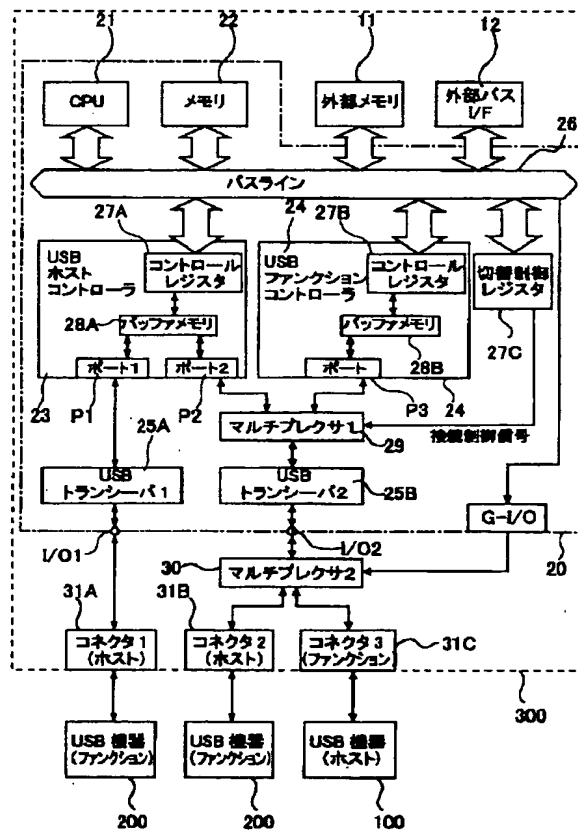 21
22
11
12
CPU
メモリ
外部メモリ
外部バス
I/F
26
バスライン
27A
24
27B
USB
ホスト
コントローラ
コントロール
レジスタ
USB
ファンクション
コントローラ
コントロール
レジスタ
切替制御
レジスタ
28A
バッファメモリ
バッファメモリ
27C
ポート1
ポート2
ポート
28B
23
P1
P2
P3
24
マルチプレクサ1
接続制御信号
25A
29
USB
トランシーバ1
USB
トランシーバ2
25B
G-I/O
I/O1
I/O2
20
30
マルチプレクサ2
31A
31B
コネクタ1
(ホスト)
コネクタ2
(ホスト)
コネクタ3
(ファンクション)
31C
300
USB 機器
(ファンクション)
USB 機器
(ファンクション)
USB 機器
(ホスト)
200
200
100